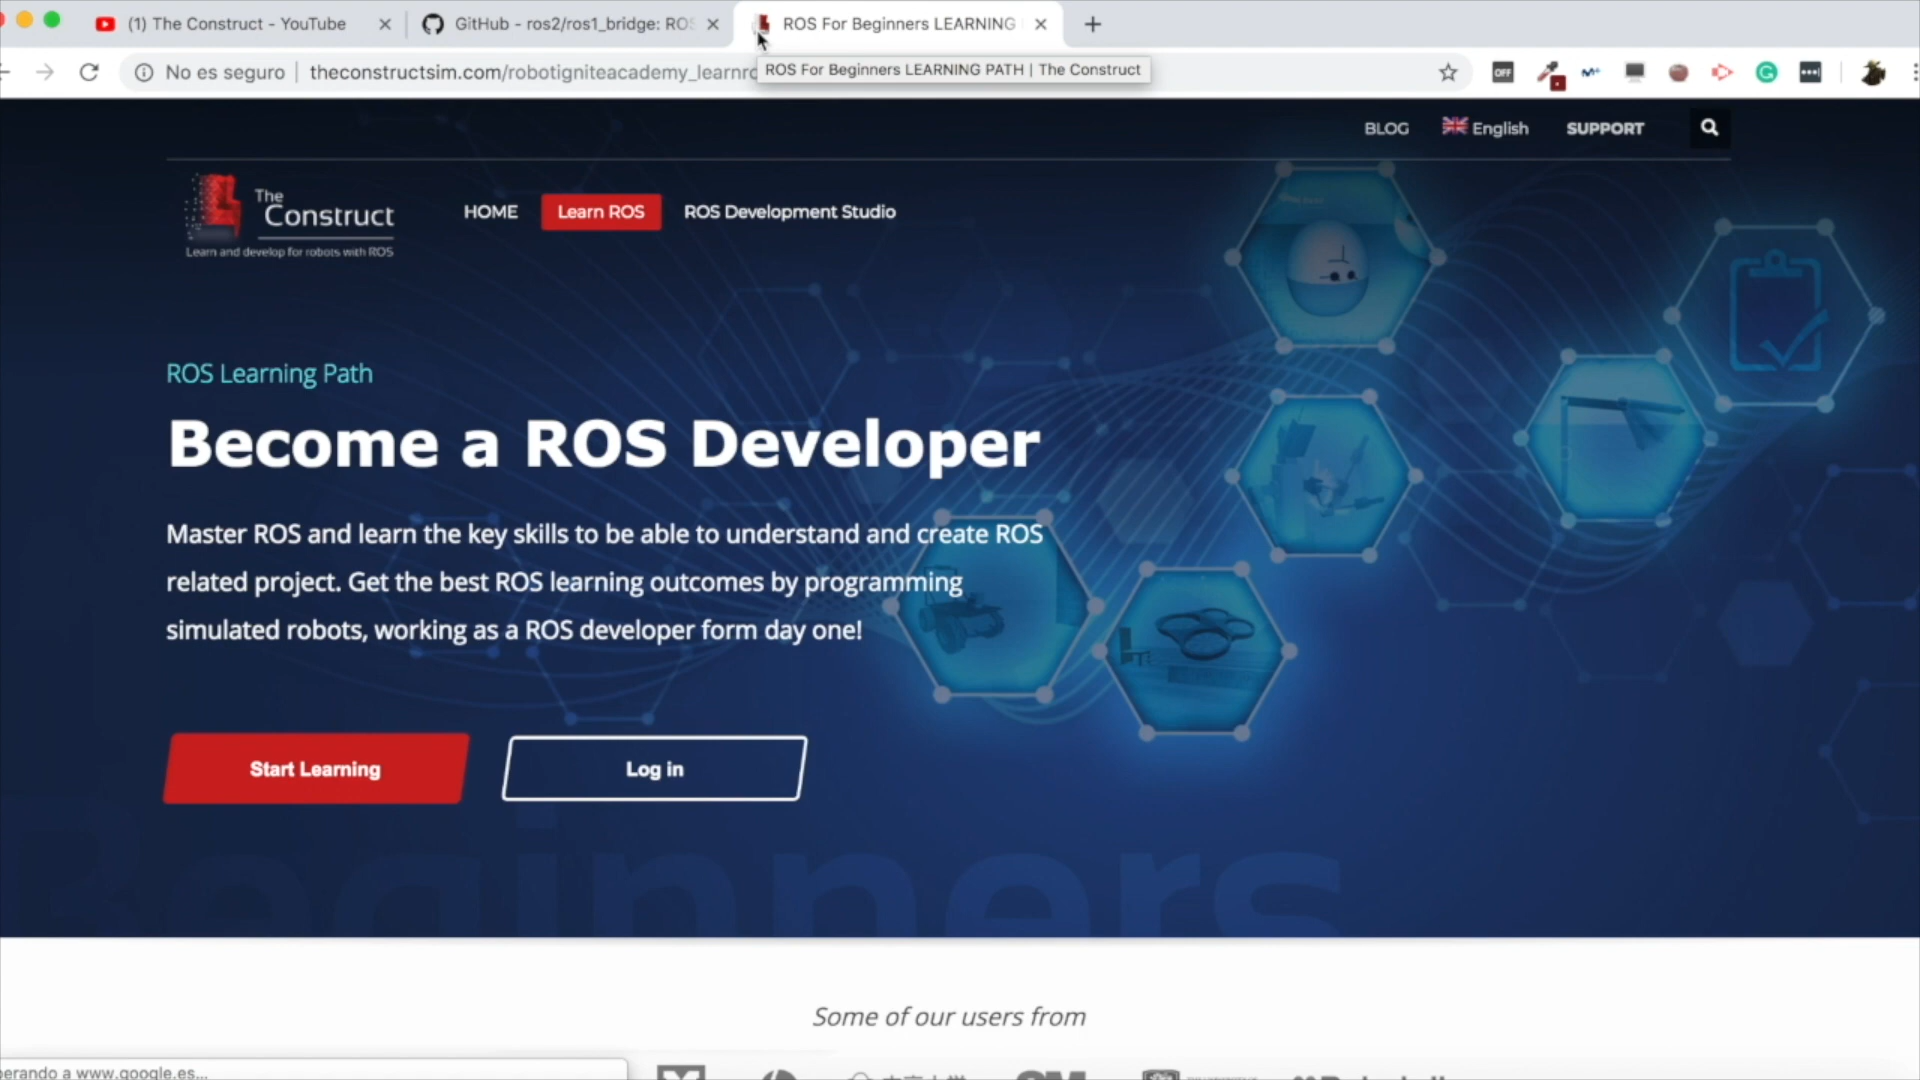 (1) The Construct - YouTube
GitHub - ros2/ros1_bridge: ROS
ROS For Beginners LEARNING
No es seguro
theconstructsim.com/robotigniteacademy_learnro
ROS For Beginners LEARNING PATH | The Construct
OFF
BLOG
English
SUPPORT
The
Construct
Learn and develop for robots with ROS
HOME
Learn ROS
ROS Development Studio
ROS Learning Path
Become a ROS Developer
Master ROS and learn the key skills to be able to understand and create ROS
related project. Get the best ROS learning outcomes by programming
simulated robots, working as a ROS developer form day one!
Start Learning
Log in
Beginners
Some of our users from
perando a www.google.es...